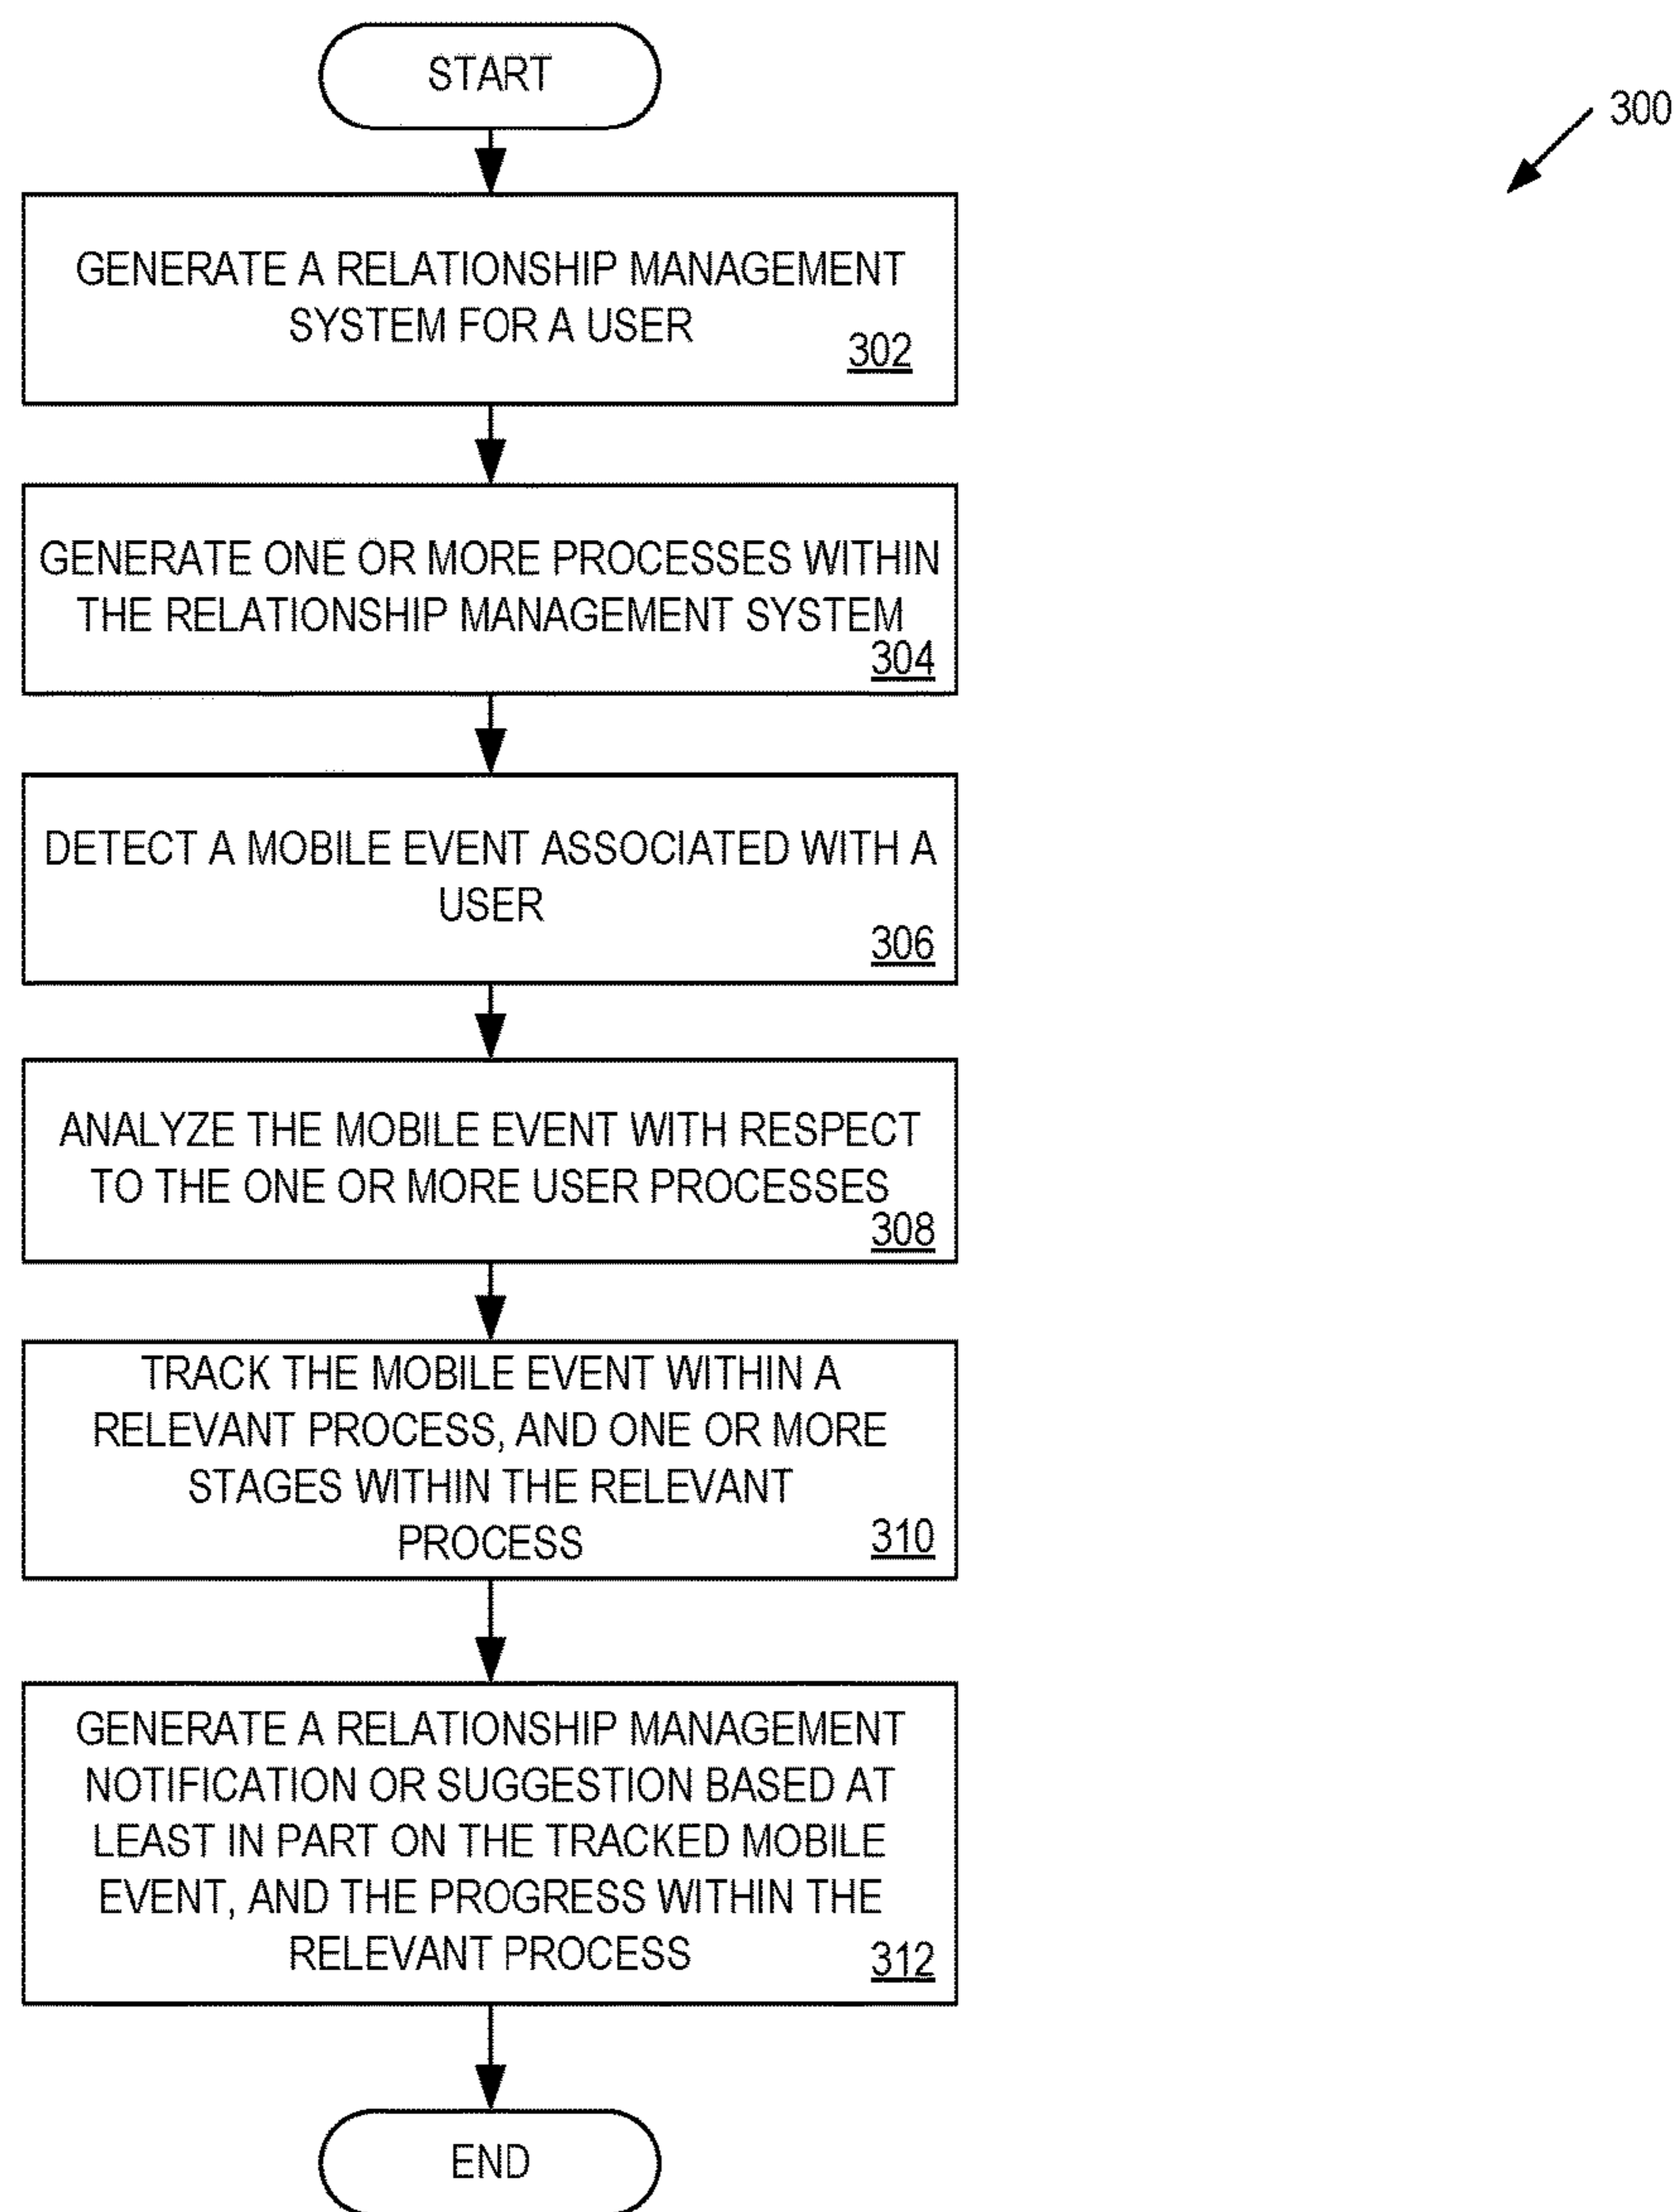 START
300
GENERATE A RELATIONSHIP MANAGEMENT
SYSTEM FOR A USER
302
GENERATE ONE OR MORE PROCESSES WITHIN
THE RELATIONSHIP MANAGEMENT SYSTEM
304
DETECT A MOBILE EVENT ASSOCIATED WITH A
USER
306
ANALYZE THE MOBILE EVENT WITH RESPECT
TO THE ONE OR MORE USER PROCESSES
308
TRACK THE MOBILE EVENT WITHIN A
RELEVANT PROCESS, AND ONE OR MORE
STAGES WITHIN THE RELEVANT
PROCESS
310
GENERATE A RELATIONSHIP MANAGEMENT
NOTIFICATION OR SUGGESTION BASED AT
LEAST IN PART ON THE TRACKED MOBILE
EVENT, AND THE PROGRESS WITHIN THE
RELEVANT PROCESS
312
END